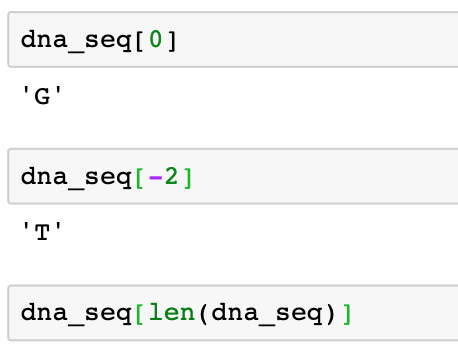 dna_seq[0]
'G'
dna_seq[-2]
'T'
dna_seq[len(dna_seq)]